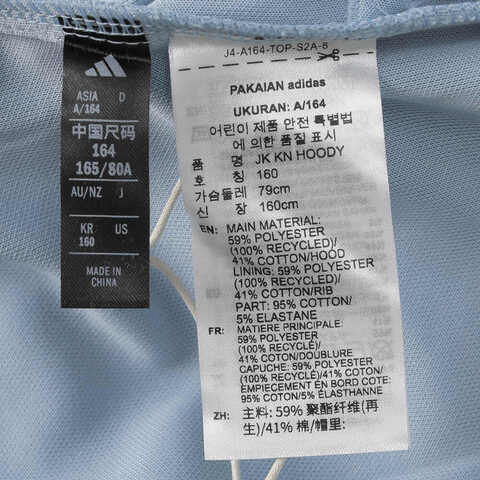 ASIA D
A/164
中国尺码
164
165/80A
AU/NZ J
KR US
160
MADE IN
CHINA
J4-A164-TOP-S2A-8
PAKAIAN adidas
UKURAN: A/164
어린이 제품 안전 특별법
에 의한 품질 표시
품 명 JK KN HOODY
호 칭 160
가슴둘레 79cm
신 장 160cm
EN: MAIN MATERIAL:
59% POLYESTER
(100% RECYCLED)/
41% COTTON/HOOD
LINING: 59% POLYESTER
(100% RECYCLED)/
41% COTTON/RIB
PART: 95% COTTON/
5% ELASTANE
FR: MATIÈRE PRINCIPALE:
59% POLYESTER
(100% RECYCLÉ)/
41% COTON/DOUBLURE
CAPUCHE: 59% POLYESTER
(100% RECYCLÉ)/41% COTON/
EMPIECEMENT EN BORD COTE:
95% COTON/5% ÉLASTHANNE
ZH: 主料: 59% 聚酯纤维(再
生)/41% 棉/帽里: